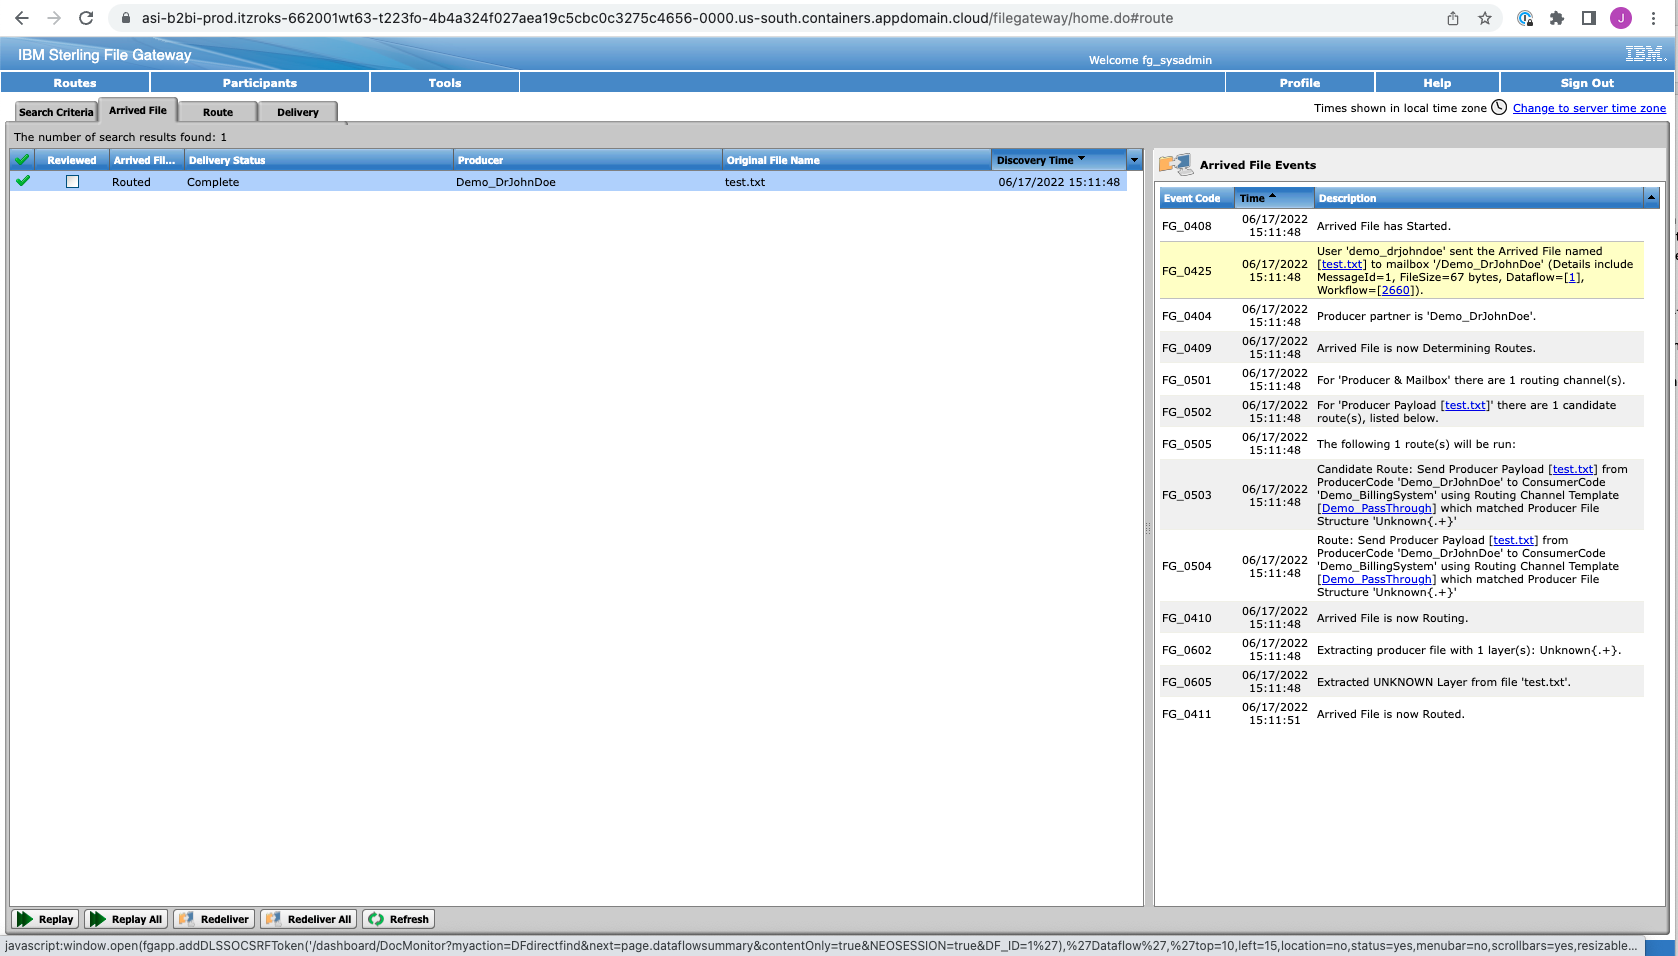 asi-b2bi-prod.itzroks-662001wt63-t223fo-4b4a324f027aea19c5cbc0c3275c4656-0000.us-south.containers.appdomain.cloud/filegateway/home.do#route
J
IBM Sterling File Gateway
Welcome fg_sysadmin
IBM
Routes
Participants
Tools
Profile
Help
Sign Out
Search Criteria
Arrived File
Route
Delivery
Times shown in local time zone
Change to server time zone
The number of search results found: 1
Reviewed
Arrived Fil...
Delivery Status
Producer
Original File Name
Discovery Time
Routed
Complete
Demo_DrJohnDoe
test.txt
06/17/2022 15:11:48
Arrived File Events
Event Code
Time
Description
FG_0408
06/17/2022
15:11:48
Arrived File has Started.
FG_0425
06/17/2022
15:11:48
User 'demo_drjohndoe' sent the Arrived File named
[test.txt] to mailbox '/Demo_DrJohnDoe' (Details include
MessageId=1, FileSize=67 bytes, Dataflow=[1],
Workflow=[2660]).
FG_0404
06/17/2022
15:11:48
Producer partner is 'Demo_DrJohnDoe'.
FG_0409
06/17/2022
15:11:48
Arrived File is now Determining Routes.
FG_0501
06/17/2022
15:11:48
For 'Producer & Mailbox' there are 1 routing channel(s).
FG_0502
06/17/2022
15:11:48
For 'Producer Payload [test.txt]' there are 1 candidate
route(s), listed below.
FG_0505
06/17/2022
15:11:48
The following 1 route(s) will be run:
FG_0503
06/17/2022
15:11:48
Candidate Route: Send Producer Payload [test.txt] from
ProducerCode 'Demo_DrJohnDoe' to ConsumerCode
'Demo_BillingSystem' using Routing Channel Template
[Demo_PassThrough] which matched Producer File
Structure 'Unknown{.+}'
FG_0504
06/17/2022
15:11:48
Route: Send Producer Payload [test.txt] from
ProducerCode 'Demo_DrJohnDoe' to ConsumerCode
'Demo_BillingSystem' using Routing Channel Template
[Demo_PassThrough] which matched Producer File
Structure 'Unknown{.+}'
FG_0410
06/17/2022
15:11:48
Arrived File is now Routing.
FG_0602
06/17/2022
15:11:48
Extracting producer file with 1 layer(s): Unknown{.+}.
FG_0605
06/17/2022
15:11:48
Extracted UNKNOWN Layer from file 'test.txt'.
FG_0411
06/17/2022
15:11:51
Arrived File is now Routed.
Replay
Replay All
Redeliver
Redeliver All
Refresh
javascript:window.open(fgapp.addDLSSOCSRFToken('/dashboard/DocMonitor?myaction=DFdirectfind&next=page.dataflowsummary&contentOnly=true&NEOSESSION=true&DF_ID=1%27),%27Dataflow%27,%27top=10,left=15,location=no,status=yes,menubar=no,scrollbars=yes,resizable...